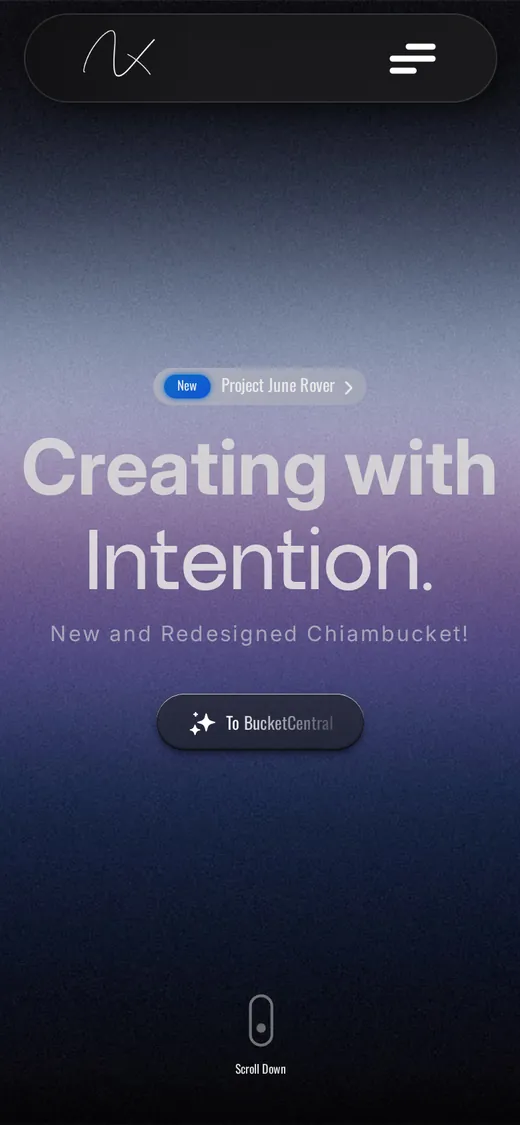 New Project June Rover
Creating with
Intention.
New and Redesigned Chiambucket!
To BucketCentral
Scroll Down